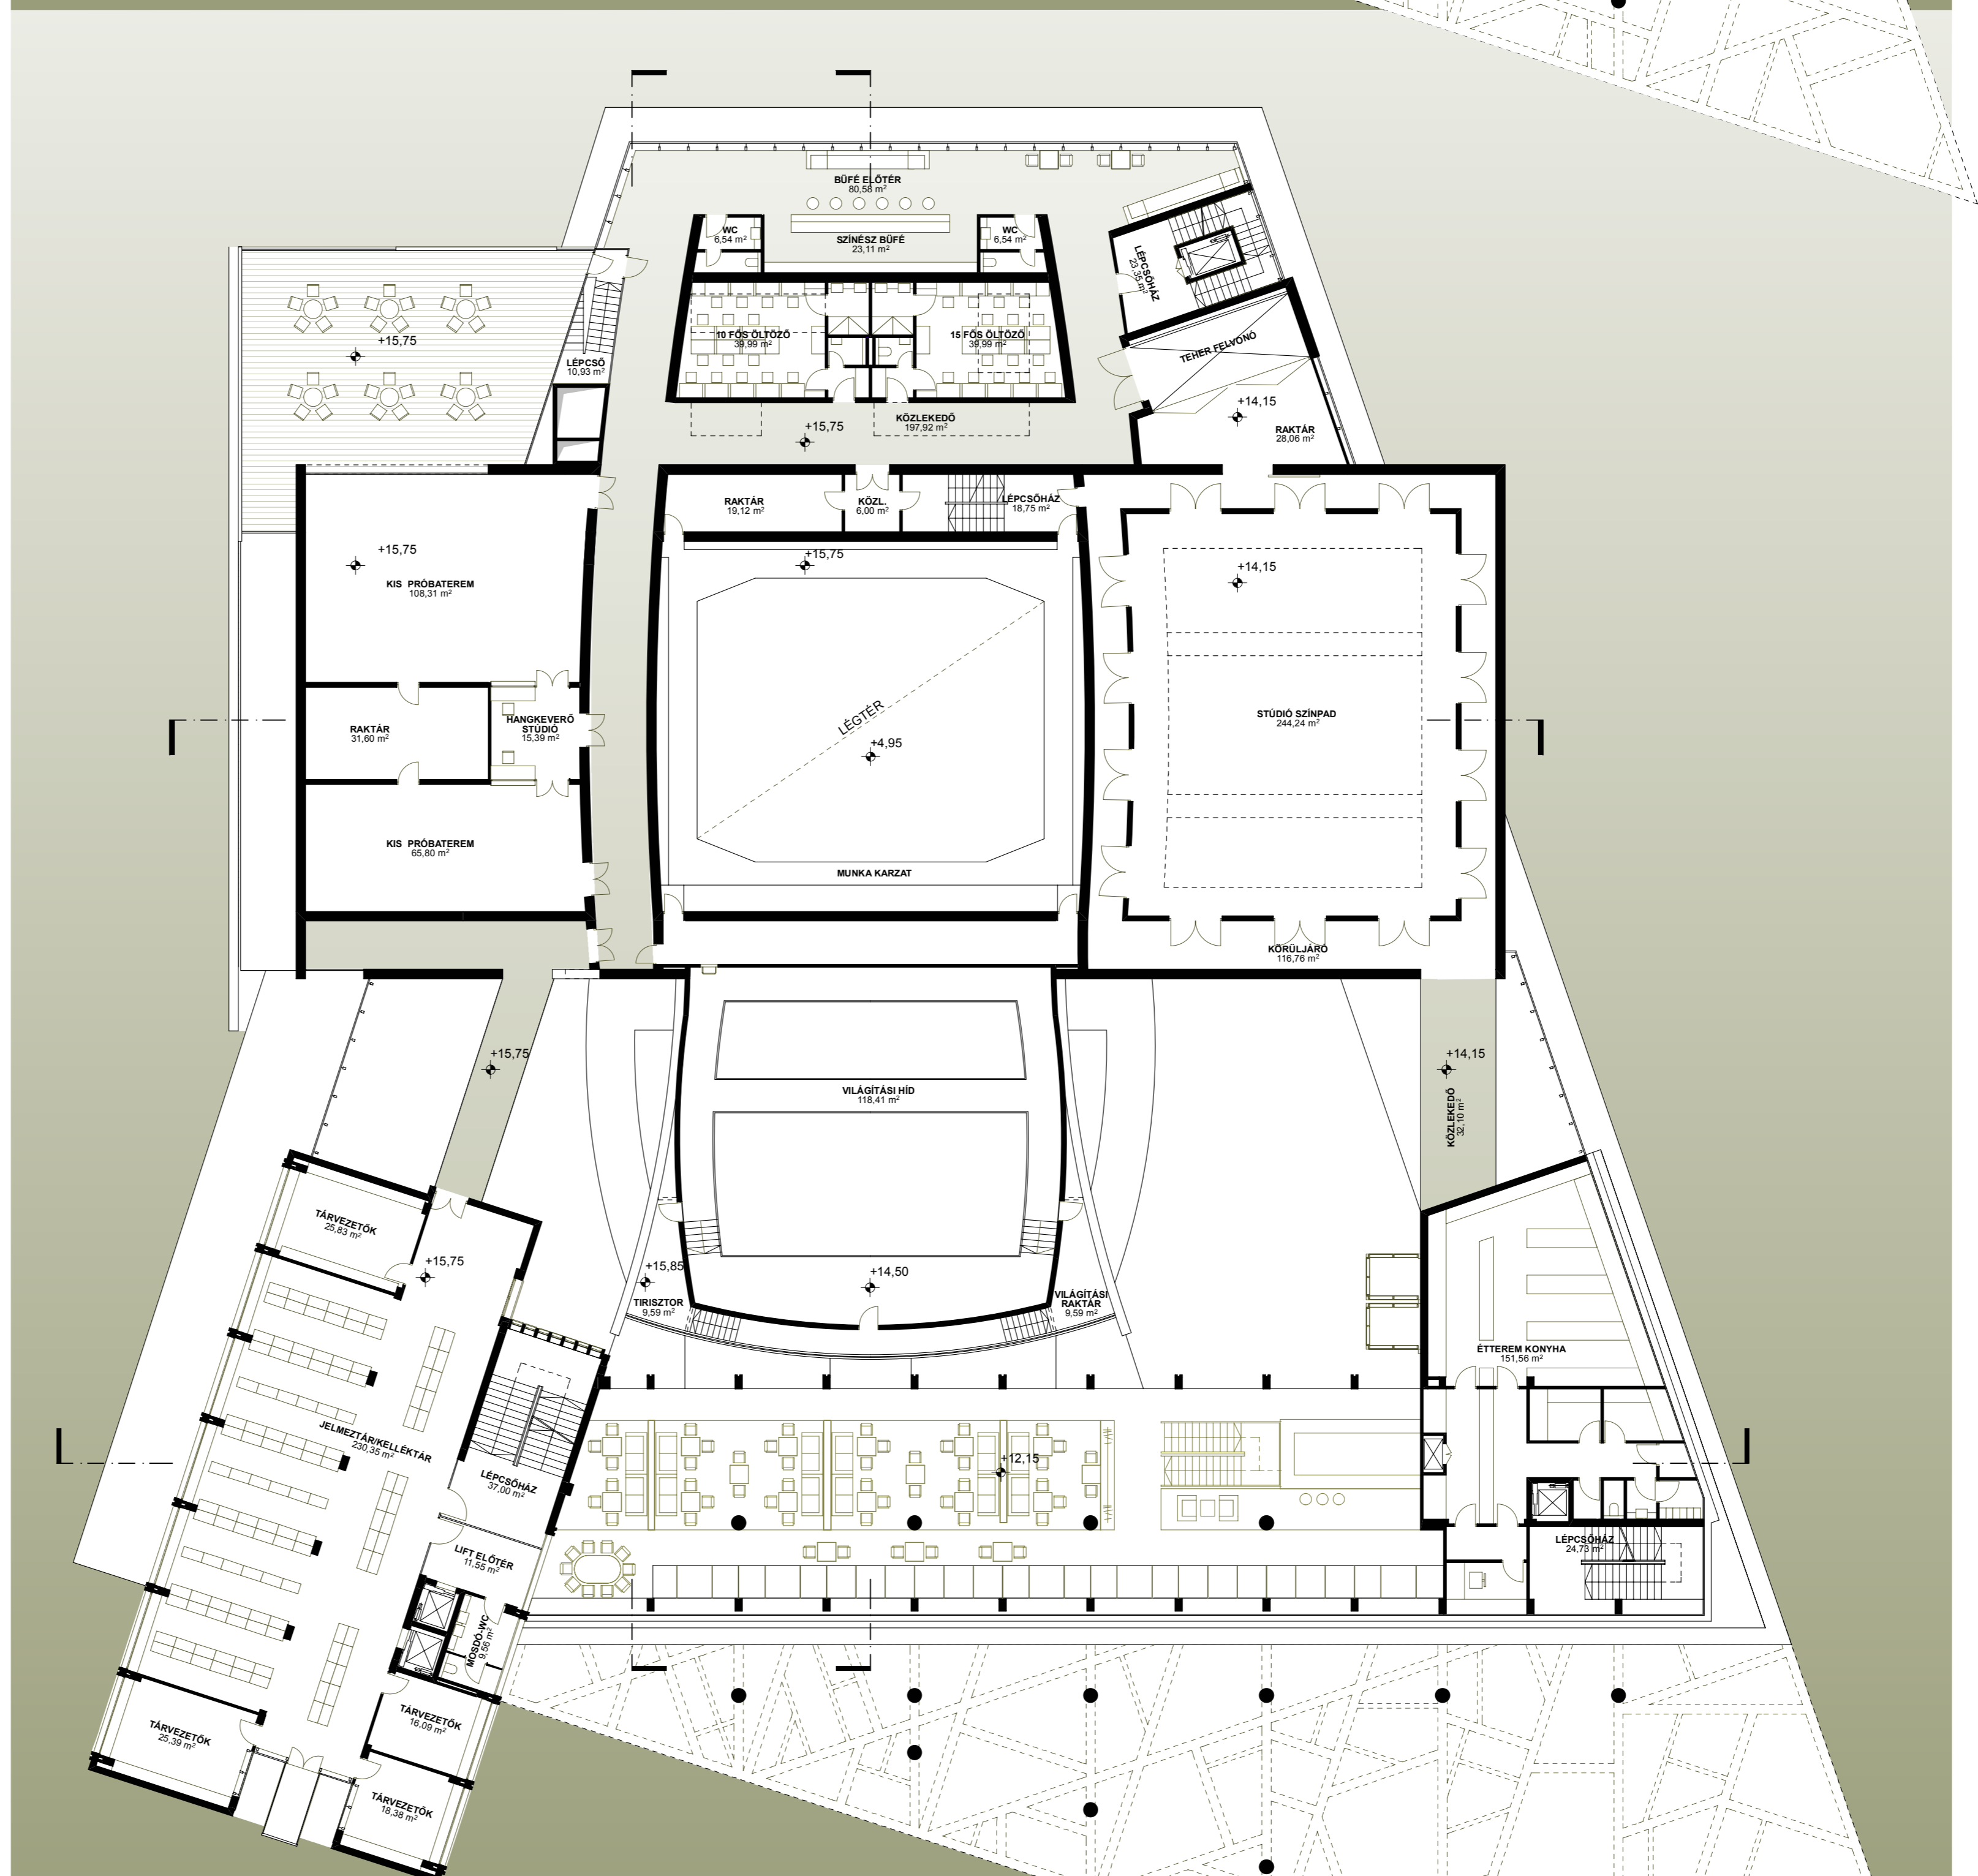 BÜFÉ ELŐTÉR
80,58 m²
WC
6,54 m²
SZÍNÉSZ BÜFÉ
23,11 m²
WC
6,54 m²
LÉPCSŐHÁZ
23,35 m²
+15,75
LÉPCSŐ
10,93 m²
10 FŐS ÖLTÖZŐ
39,99 m²
15 FŐS ÖLTÖZŐ
39,99 m²
TEHER FELVONÓ
+15,75
KÖZLEKEDŐ
197,92 m²
+14,15
RAKTÁR
28,06 m²
RAKTÁR
19,12 m²
KÖZL.
6,00 m²
LÉPCSŐHÁZ
18,75 m²
+15,75
KIS PRÓBATEREM
108,31 m²
+15,75
+14,15
RAKTÁR
31,60 m²
HANGKEVERŐ
STÚDIÓ
15,39 m²
LÉGTÉR
+4,95
STÚDIÓ SZÍNPAD
244,24 m²
KIS PRÓBATEREM
65,80 m²
MUNKA KARZAT
KÖRÜLJÁRÓ
116,76 m²
+15,75
VILÁGÍTÁSI HÍD
118,41 m²
+14,15
KÖZLEKEDŐ
32,10 m²
TÁRVEZETŐK
25,83 m²
+15,75
+15,85
TIRISZTOR
9,59 m²
+14,50
VILÁGÍTÁSI
RAKTÁR
9,59 m²
ÉTTEREM KONYHA
151,56 m²
JELMEZTÁR/KELLÉKTÁR
230,35 m²
LÉPCSŐHÁZ
37,00 m²
+12,15
LÉPCSŐHÁZ
24,73 m²
LIFT ELŐTÉR
11,55 m²
MOSDÓ-WC
9,56 m²
TÁRVEZETŐK
25,39 m²
TÁRVEZETŐK
16,09 m²
TÁRVEZETŐK
18,38 m²